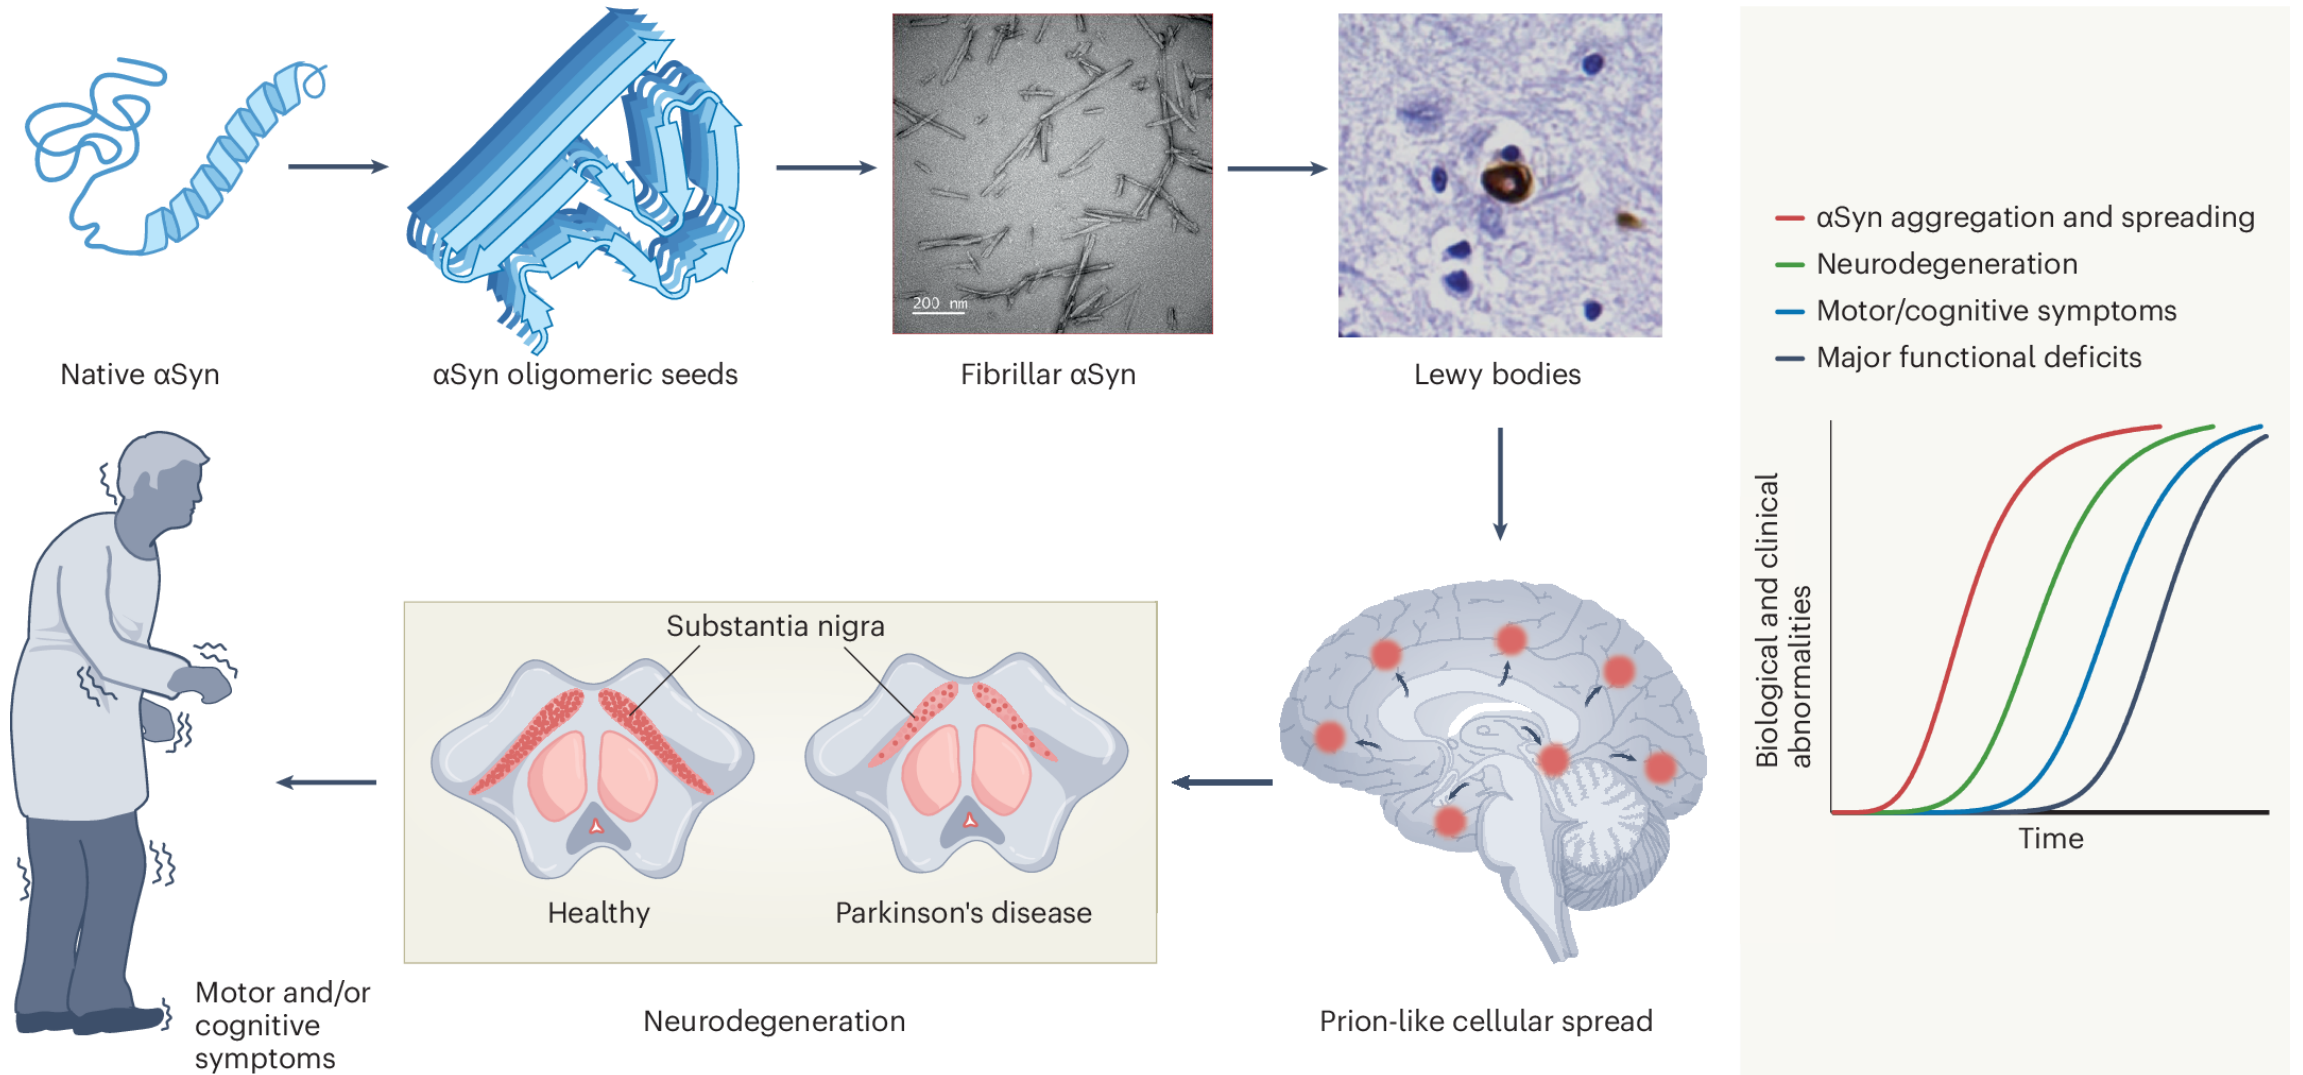 200 nm
Native αSyn
αSyn oligomeric seeds
Fibrillar αSyn
Lewy bodies
αSyn aggregation and spreading
Neurodegeneration
Motor/cognitive symptoms
Major functional deficits
Biological and clinical
abnormalities
Time
Substantia nigra
Healthy
Parkinson's disease
Motor and/or
cognitive
symptoms
Neurodegeneration
Prion-like cellular spread